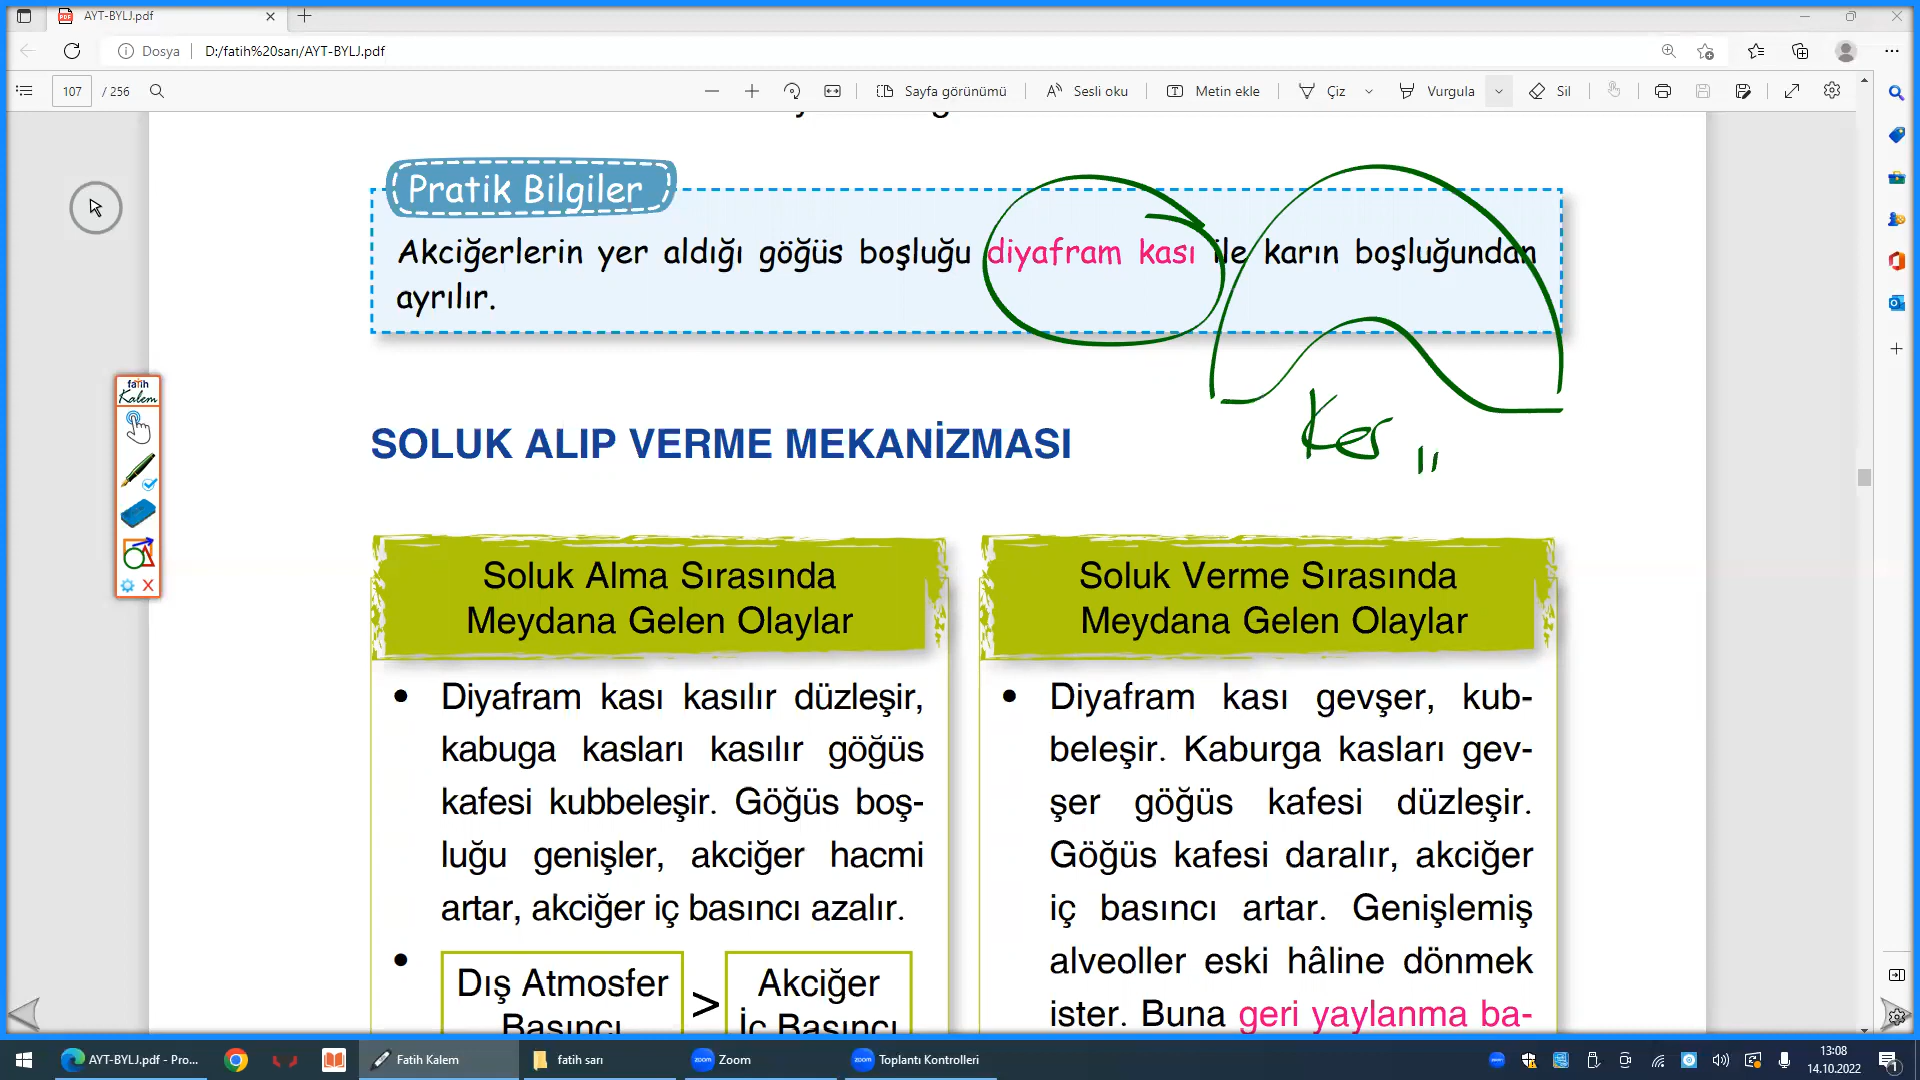 AYT-BYLJ.pdf
Dosya
D:/fatih%20sarı/AYT-BYLJ.pdf
107 / 256
Sayfa görünümü
Sesli oku
Metin ekle
Çiz
Vurgula
Sil
Pratik Bilgiler
Akciğerlerin yer aldığı göğüs boşluğu diyafram kası ile karın boşluğundan
ayrılır.
fatih
Kalem
SOLUK ALIP VERME MEKANİZMASI
Soluk Alma Sırasında
Meydana Gelen Olaylar
• Diyafram kası kasılır düzleşir,
kabuga kasları kasılır göğüs
kafesi kubbeleşir. Göğüs boş-
luğu genişler, akciğer hacmi
artar, akciğer iç basıncı azalır.
• Dış Atmosfer
Basıncı
>
Akciğer
İç Basıncı
Soluk Verme Sırasında
Meydana Gelen Olaylar
• Diyafram kası gevşer, kub-
beleşir. Kaburga kasları gev-
şer göğüs kafesi düzleşir.
Göğüs kafesi daralır, akciğer
iç basıncı artar. Genişlemiş
alveoller eski hâline dönmek
ister. Buna geri yaylanma ba-
AYT-BYLJ.pdf - Pro...
Fatih Kalem
fatih sarı
zoom
Zoom
zoom
Toplantı Kontrolleri
13:08
14.10.2022
1